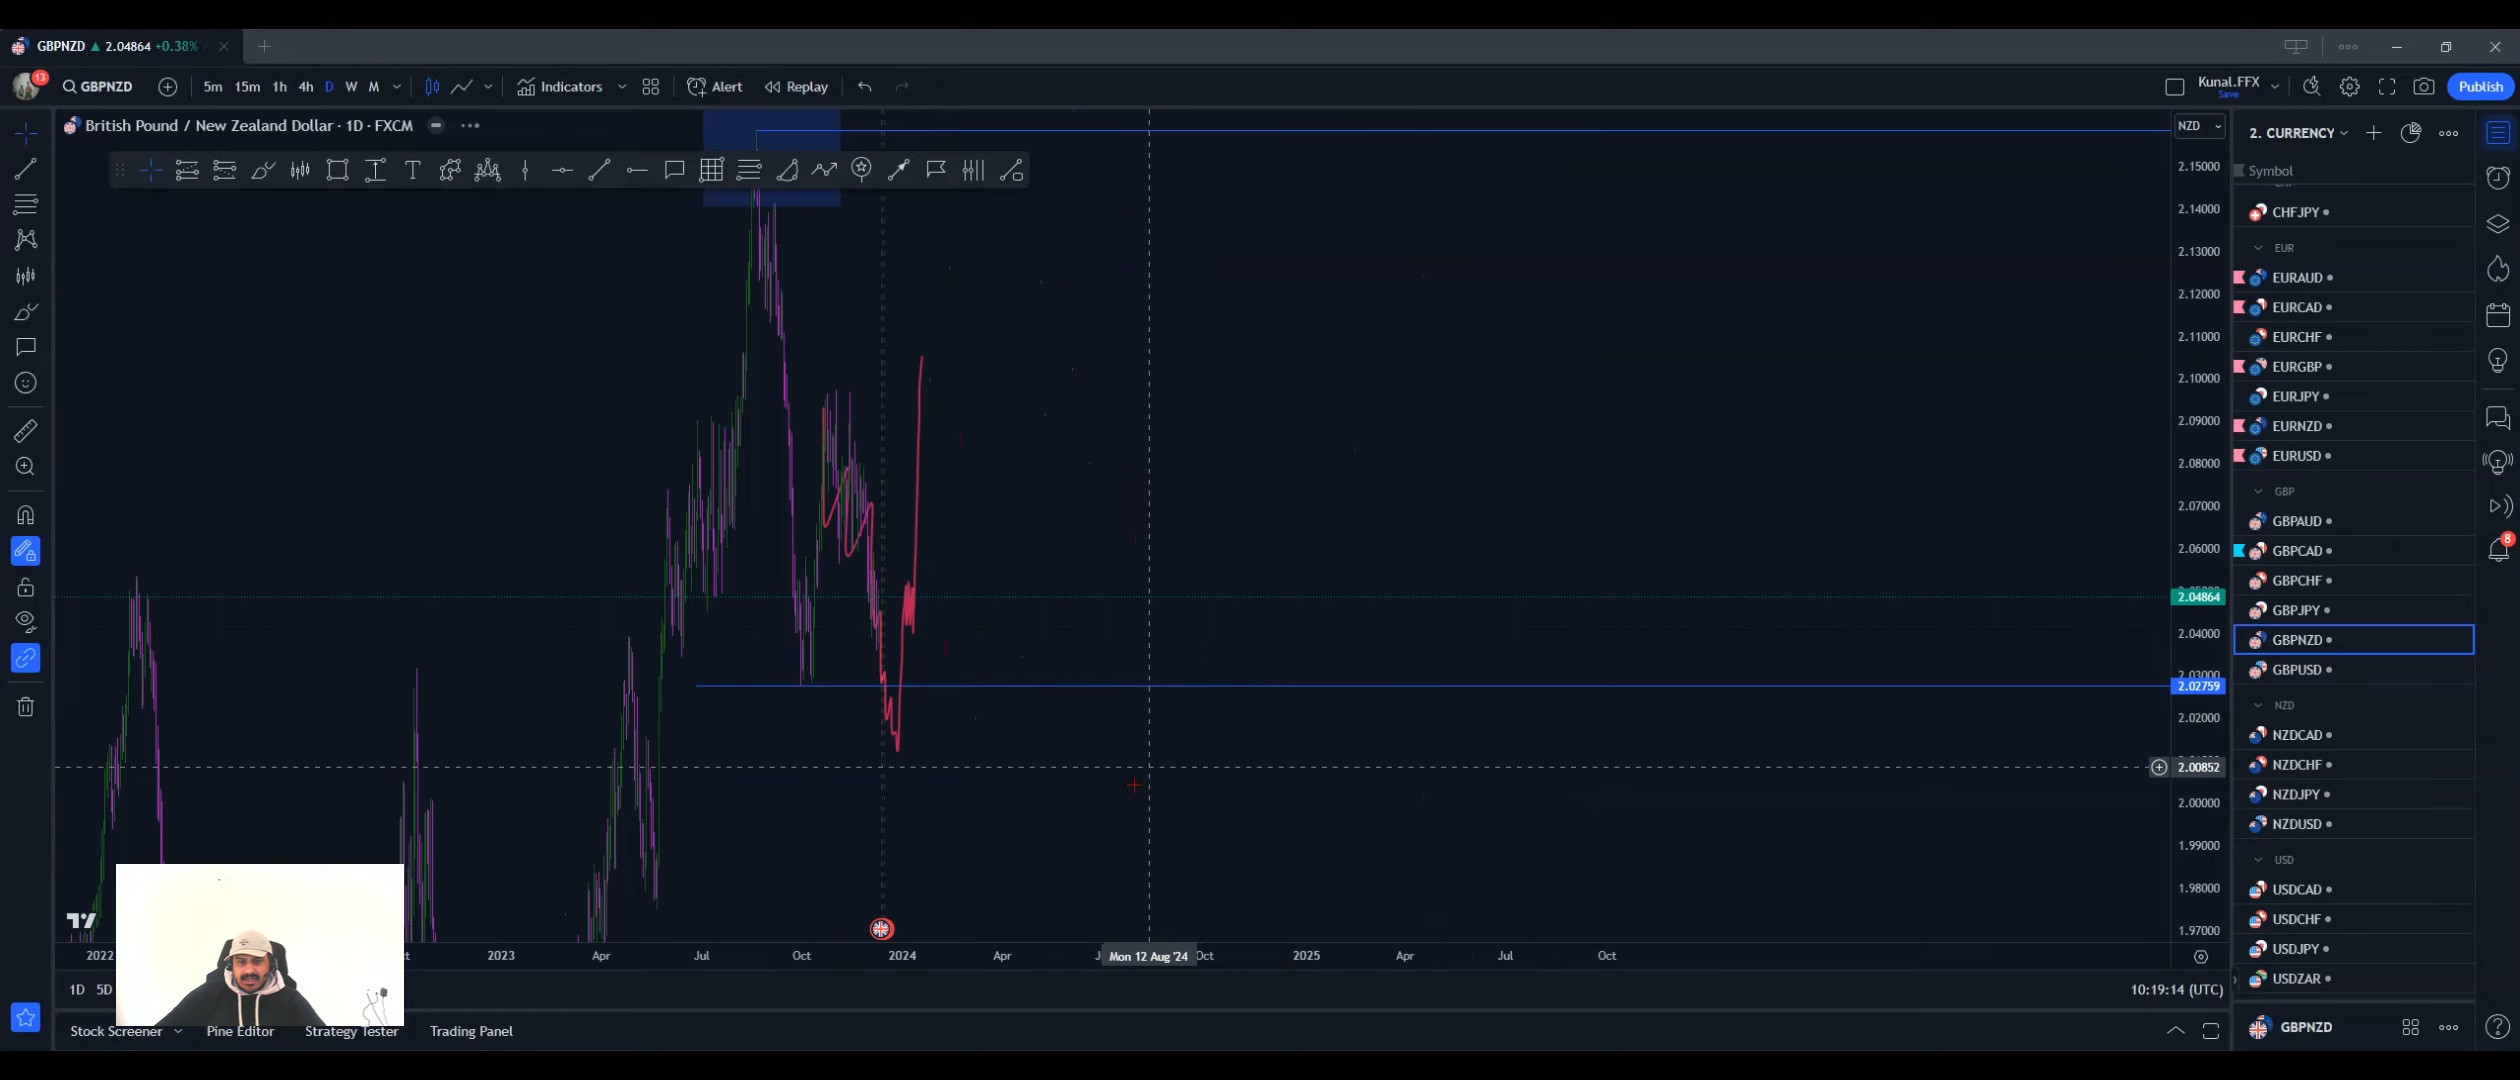 GBPNZD ▲ 2.04864 +0.38%
13 GBPNZD 5m 15m 1h 4h D W M Indicators Alert Replay Kunal.FFX Save Publish
British Pound / New Zealand Dollar · 1D · FXCM
NZD
2.15000
2.14000
2.13000
2.12000
2.11000
2.10000
2.09000
2.08000
2.07000
2.06000
2.04864
2.04000
2.03000
2.02759
2.02000
2.00852
2.00000
1.99000
1.98000
1.97000
2022 2023 Apr Jul Oct 2024 Apr Mon 12 Aug '24 Oct 2025 Apr Jul Oct
1D 5D
10:19:14 (UTC)
Stock Screener Pine Editor Strategy Tester Trading Panel
2. CURRENCY
Symbol
CHFJPY
EUR
EURAUD
EURCAD
EURCHF
EURGBP
EURJPY
EURNZD
EURUSD
GBP
GBPAUD
GBPCAD
GBPCHF
GBPJPY
GBPNZD
GBPUSD
NZD
NZDCAD
NZDCHF
NZDJPY
NZDUSD
USD
USDCAD
USDCHF
USDJPY
USDZAR
GBPNZD
8